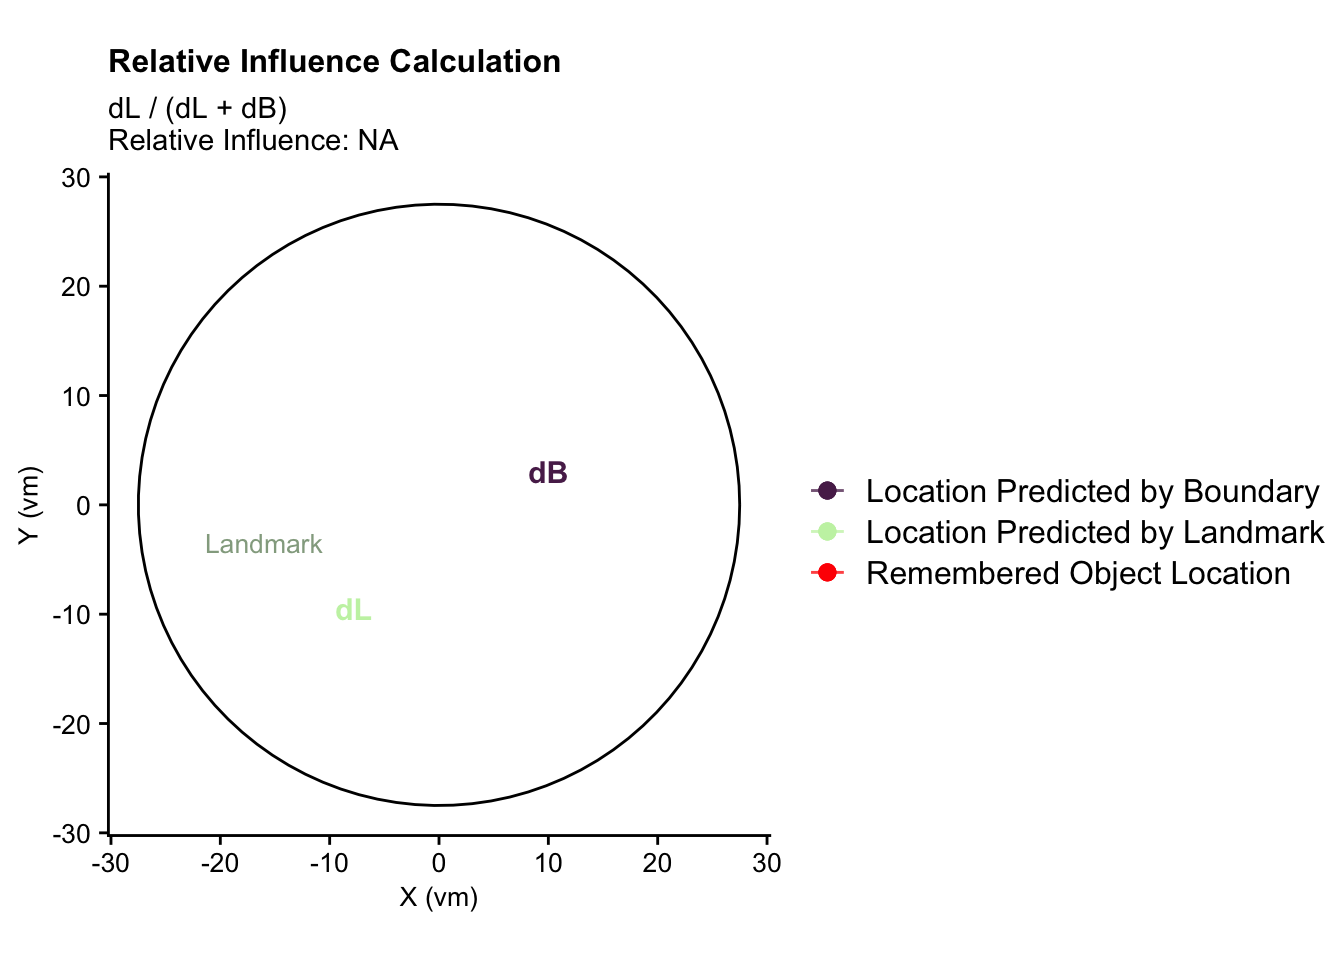 Relative Influence Calculation
dL / (dL + dB)
Relative Influence: NA
30
20
10
0
-10
-20
-30
Y (vm)
dB
Landmark
dL
-30 -20 -10 0 10 20 30
X (vm)
Location Predicted by Boundary
Location Predicted by Landmark
Remembered Object Location